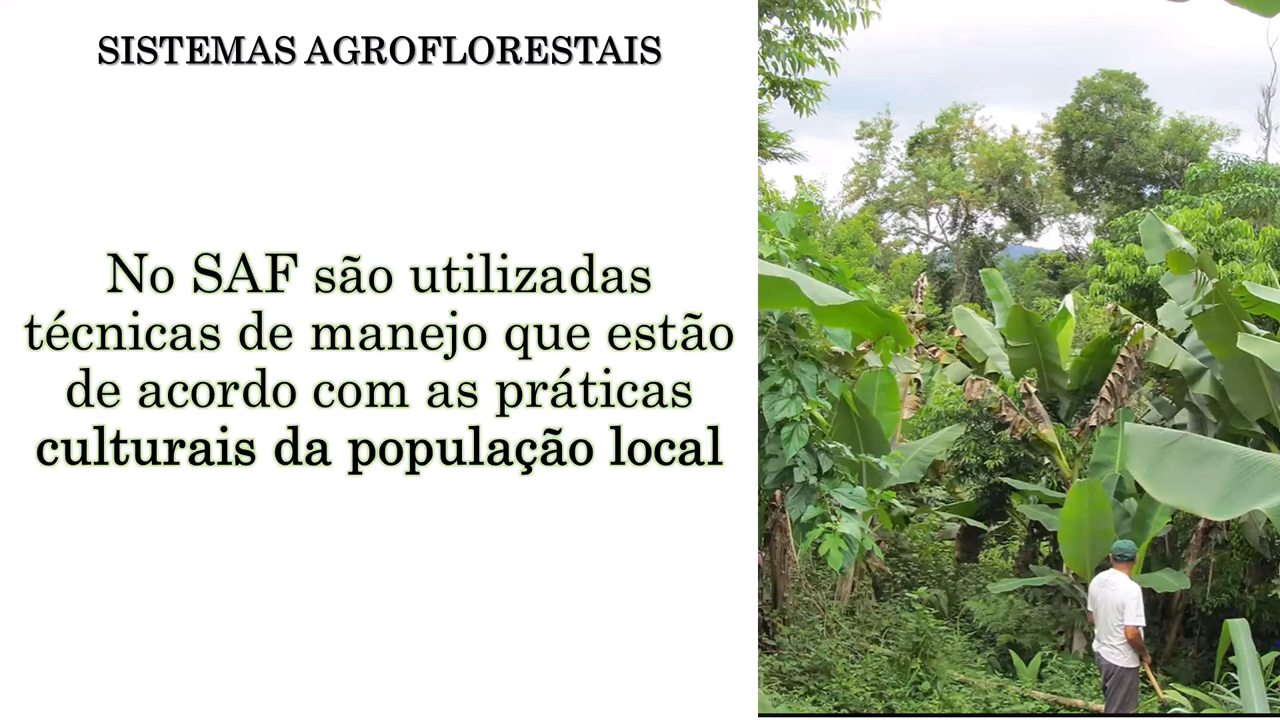 SISTEMAS AGROFLORESTAIS
No SAF são utilizadas
técnicas de manejo que estão
de acordo com as práticas
culturais da população local